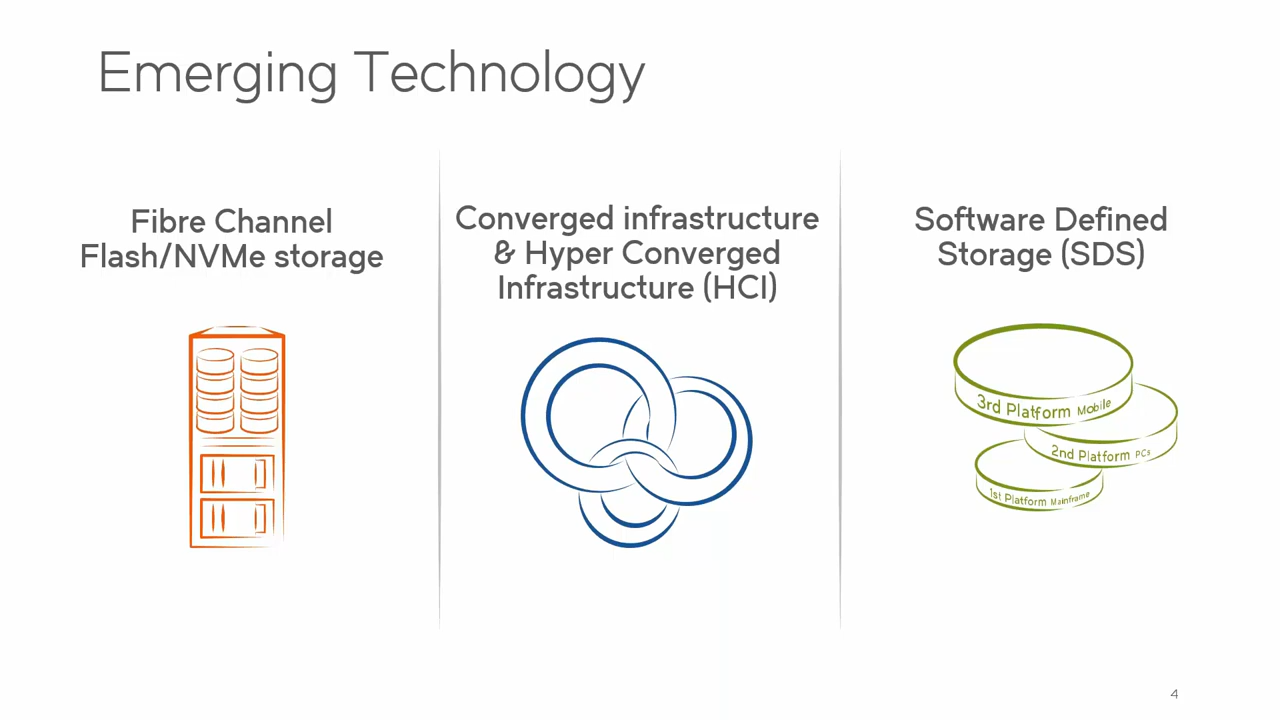 Emerging Technology
Fibre Channel
Flash/NVMe storage
Converged infrastructure
& Hyper Converged
Infrastructure (HCI)
Software Defined
Storage (SDS)
3rd Platform Mobile
2nd Platform PCs
1st Platform Mainframe
4